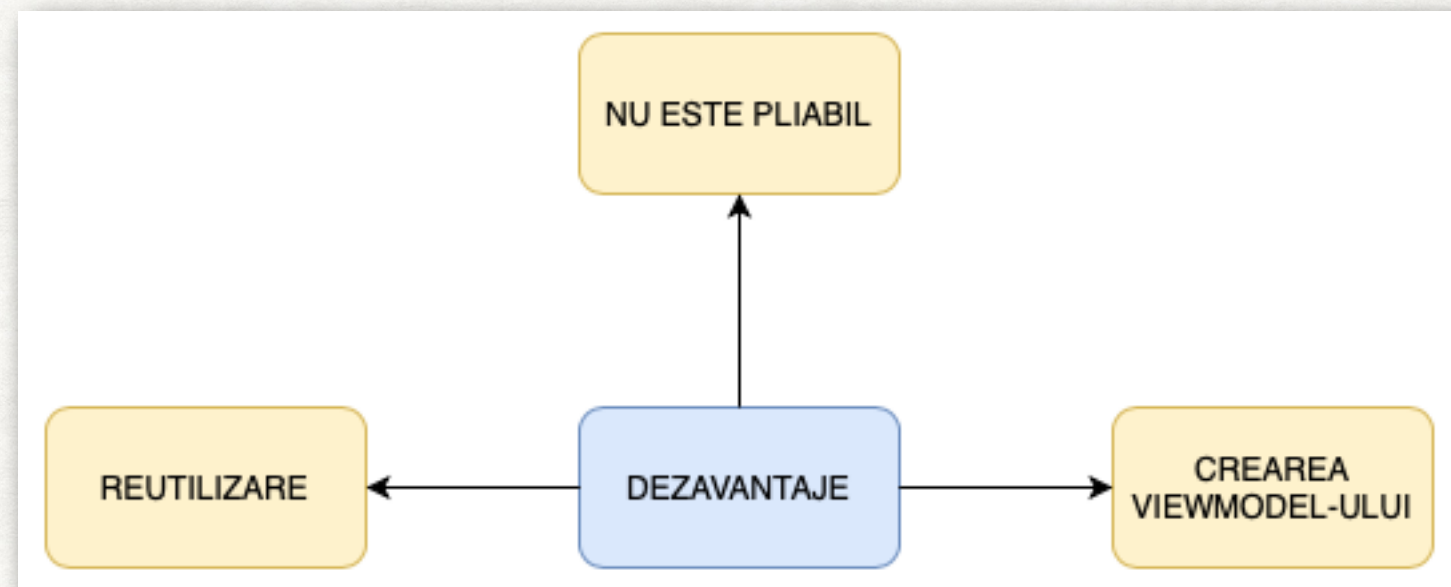 NU ESTE PLIABIL
REUTILIZARE
DEZAVANTAJE
CREAREA
VIEWMODEL-ULUI